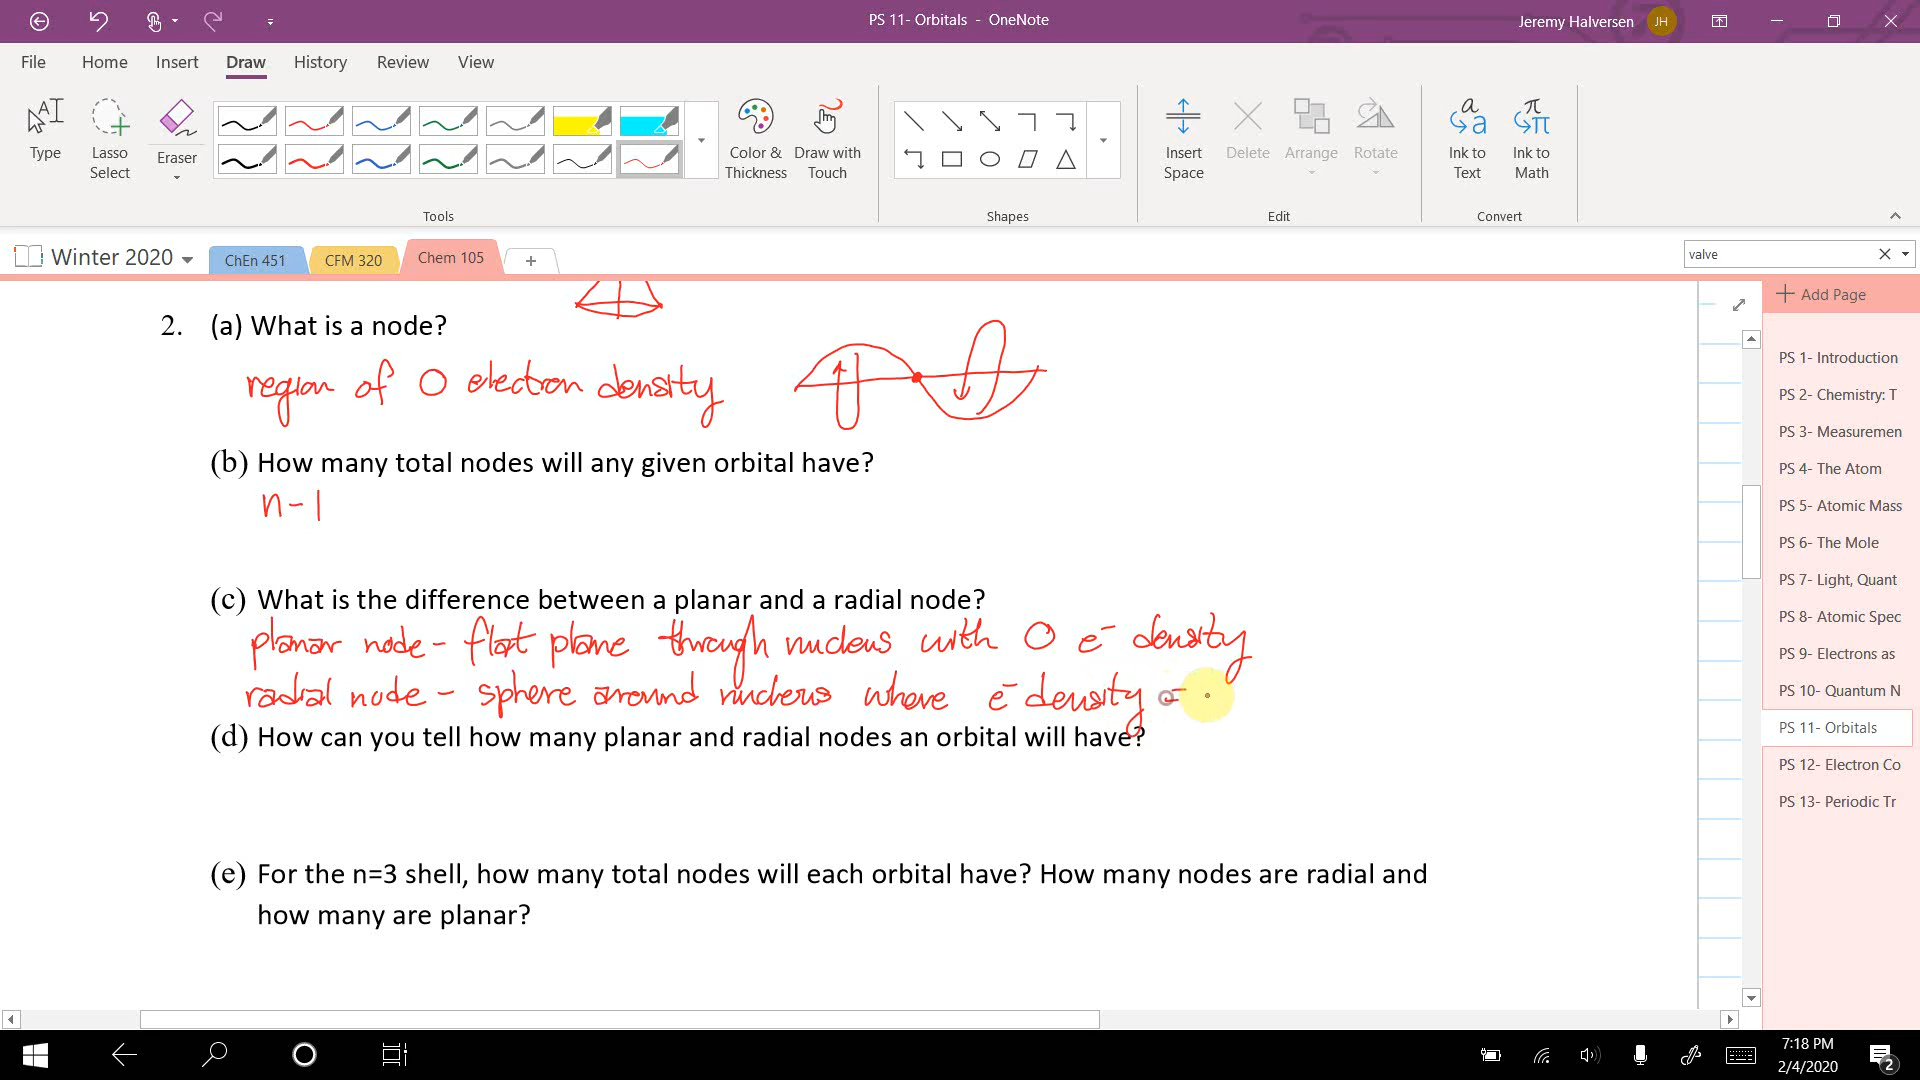 PS 11- Orbitals - OneNote
Jeremy Halversen JH
File Home Insert Draw History Review View
Type
Lasso Select
Eraser
Color & Thickness
Draw with Touch
Insert Space
Delete
Arrange
Rotate
Ink to Text
Ink to Math
Tools
Shapes
Edit
Convert
Winter 2020
ChEn 451
CFM 320
Chem 105
valve
2. (a) What is a node?
region of 0 electron density
(b) How many total nodes will any given orbital have?
n-1
(c) What is the difference between a planar and a radial node?
planar node - flat plane through nucleus with 0 e⁻ density
radial node - sphere around nucleus where e⁻ density =
(d) How can you tell how many planar and radial nodes an orbital will have?
(e) For the n=3 shell, how many total nodes will each orbital have? How many nodes are radial and
how many are planar?
Add Page
PS 1- Introduction
PS 2- Chemistry: T
PS 3- Measuremen
PS 4- The Atom
PS 5- Atomic Mass
PS 6- The Mole
PS 7- Light, Quant
PS 8- Atomic Spec
PS 9- Electrons as
PS 10- Quantum N
PS 11- Orbitals
PS 12- Electron Co
PS 13- Periodic Tr
7:18 PM
2/4/2020
2